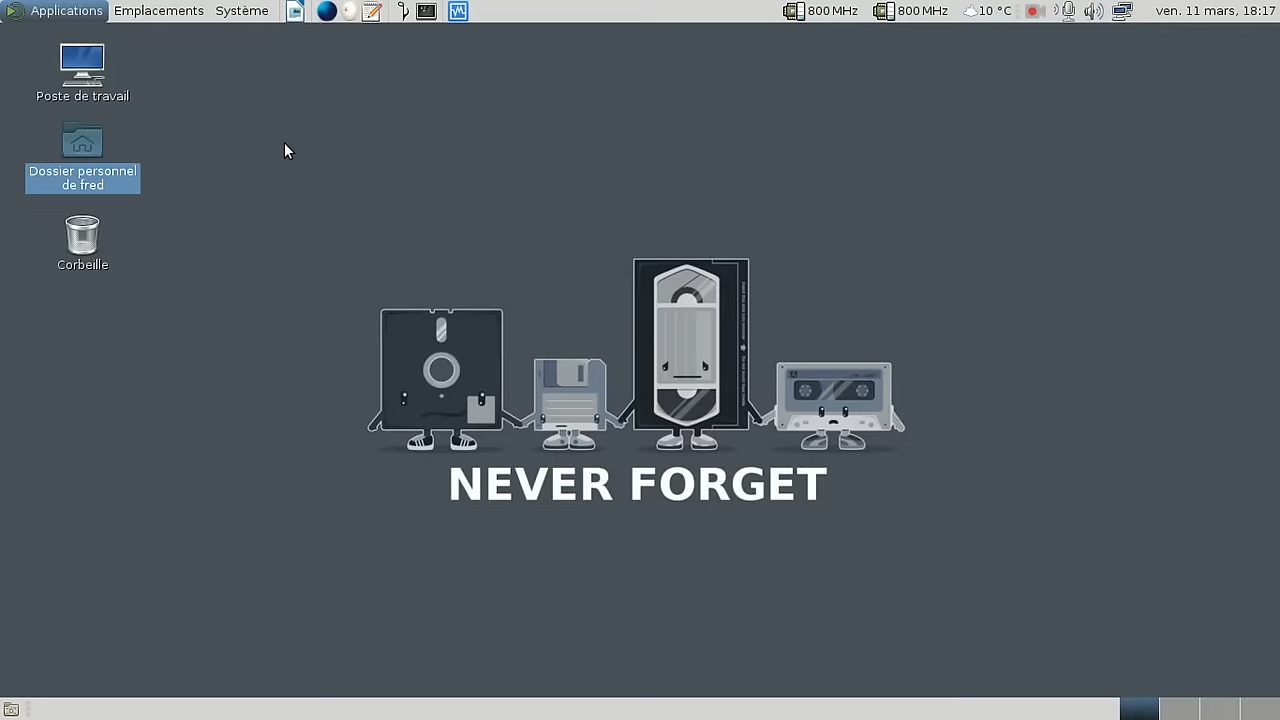 Applications Emplacements Système 800 MHz 800 MHz 10 °C ven. 11 mars, 18:17
Poste de travail
Dossier personnel
de fred
Corbeille
NEVER FORGET